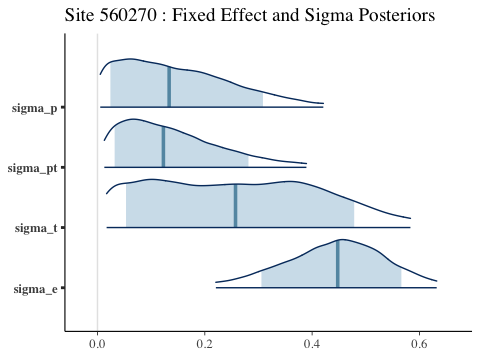 Site 560270 : Fixed Effect and Sigma Posteriors
sigma_p
sigma_pt
sigma_t
sigma_e
0.0 0.2 0.4 0.6